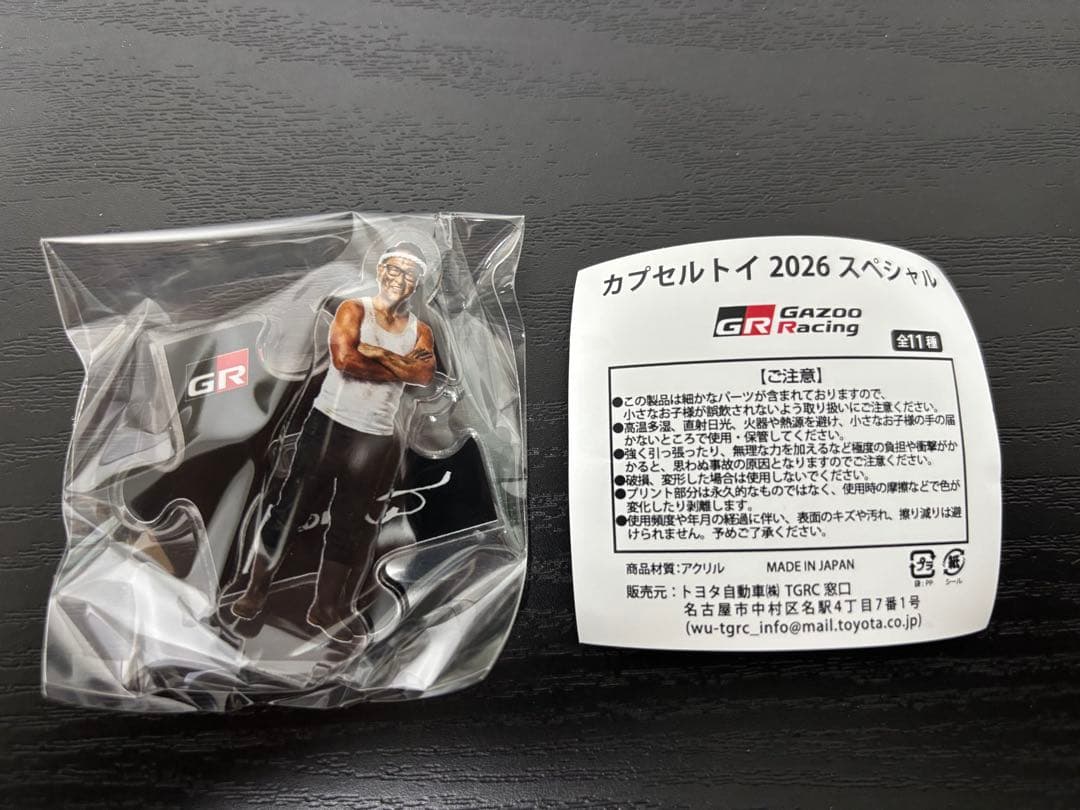 GR
カプセルトイ 2026 スペシャル
GR GAZOO
Racing
全11種
【ご注意】
●この製品は細かなパーツが含まれておりますので、
小さなお子様が誤飲されないよう取り扱いにご注意ください。
●高温多湿、直射日光、火器や熱源を避け、小さなお子様の手の届
かないところで使用・保管してください。
●強く引っ張ったり、無理な力を加えるなど極度の負担や衝撃がか
かると、思わぬ事故の原因となりますのでご注意ください。
●破損、変形した場合は使用しないでください。
●プリント部分は永久的なものではなく、使用時の摩擦などで色が
変化したり剥離します。
●使用頻度や年月の経過に伴い、表面のキズや汚れ、擦り減りは避
けられません。予めご了承ください。
商品材質:アクリル MADE IN JAPAN
プラ
袋:PP
紙
シール
販売元:トヨタ自動車㈱ TGRC 窓口
名古屋市中村区名駅4丁目7番1号
(wu-tgrc_info@mail.toyota.co.jp)